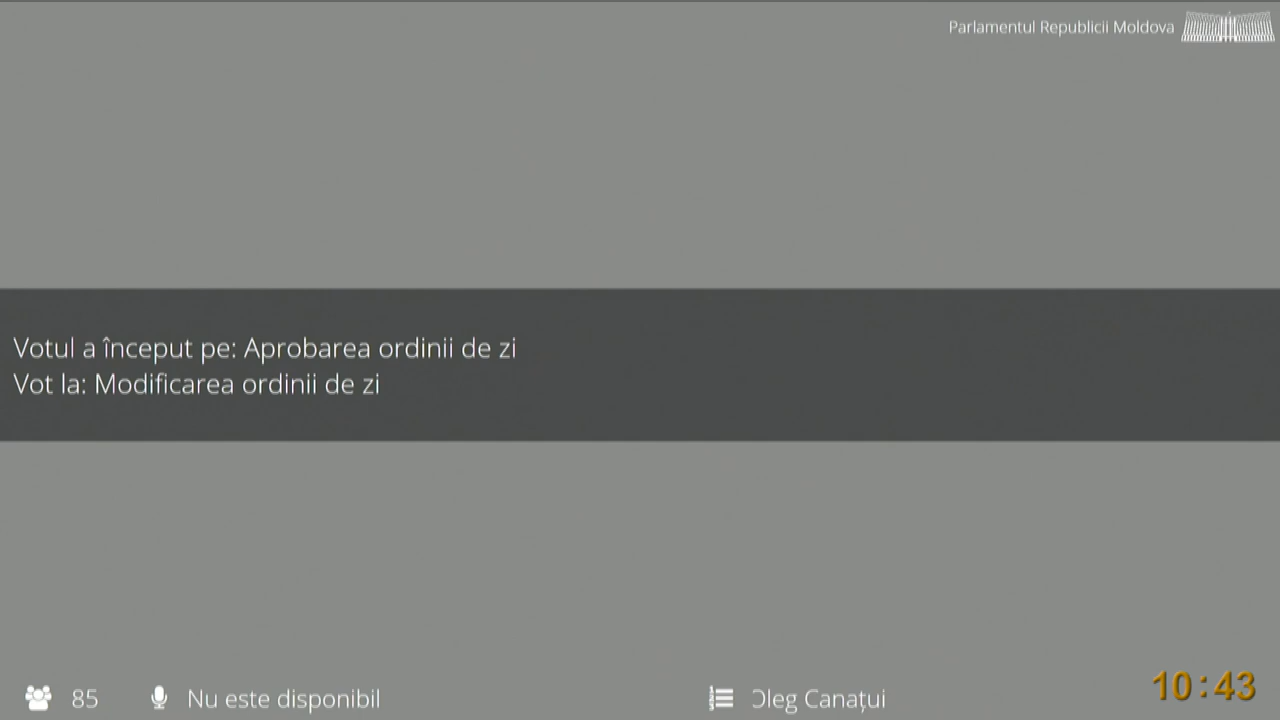 Parlamentul Republicii Moldova
Votul a început pe: Aprobarea ordinii de zi
Vot la: Modificarea ordinii de zi
85 Nu este disponibil Oleg Canațui
10:43